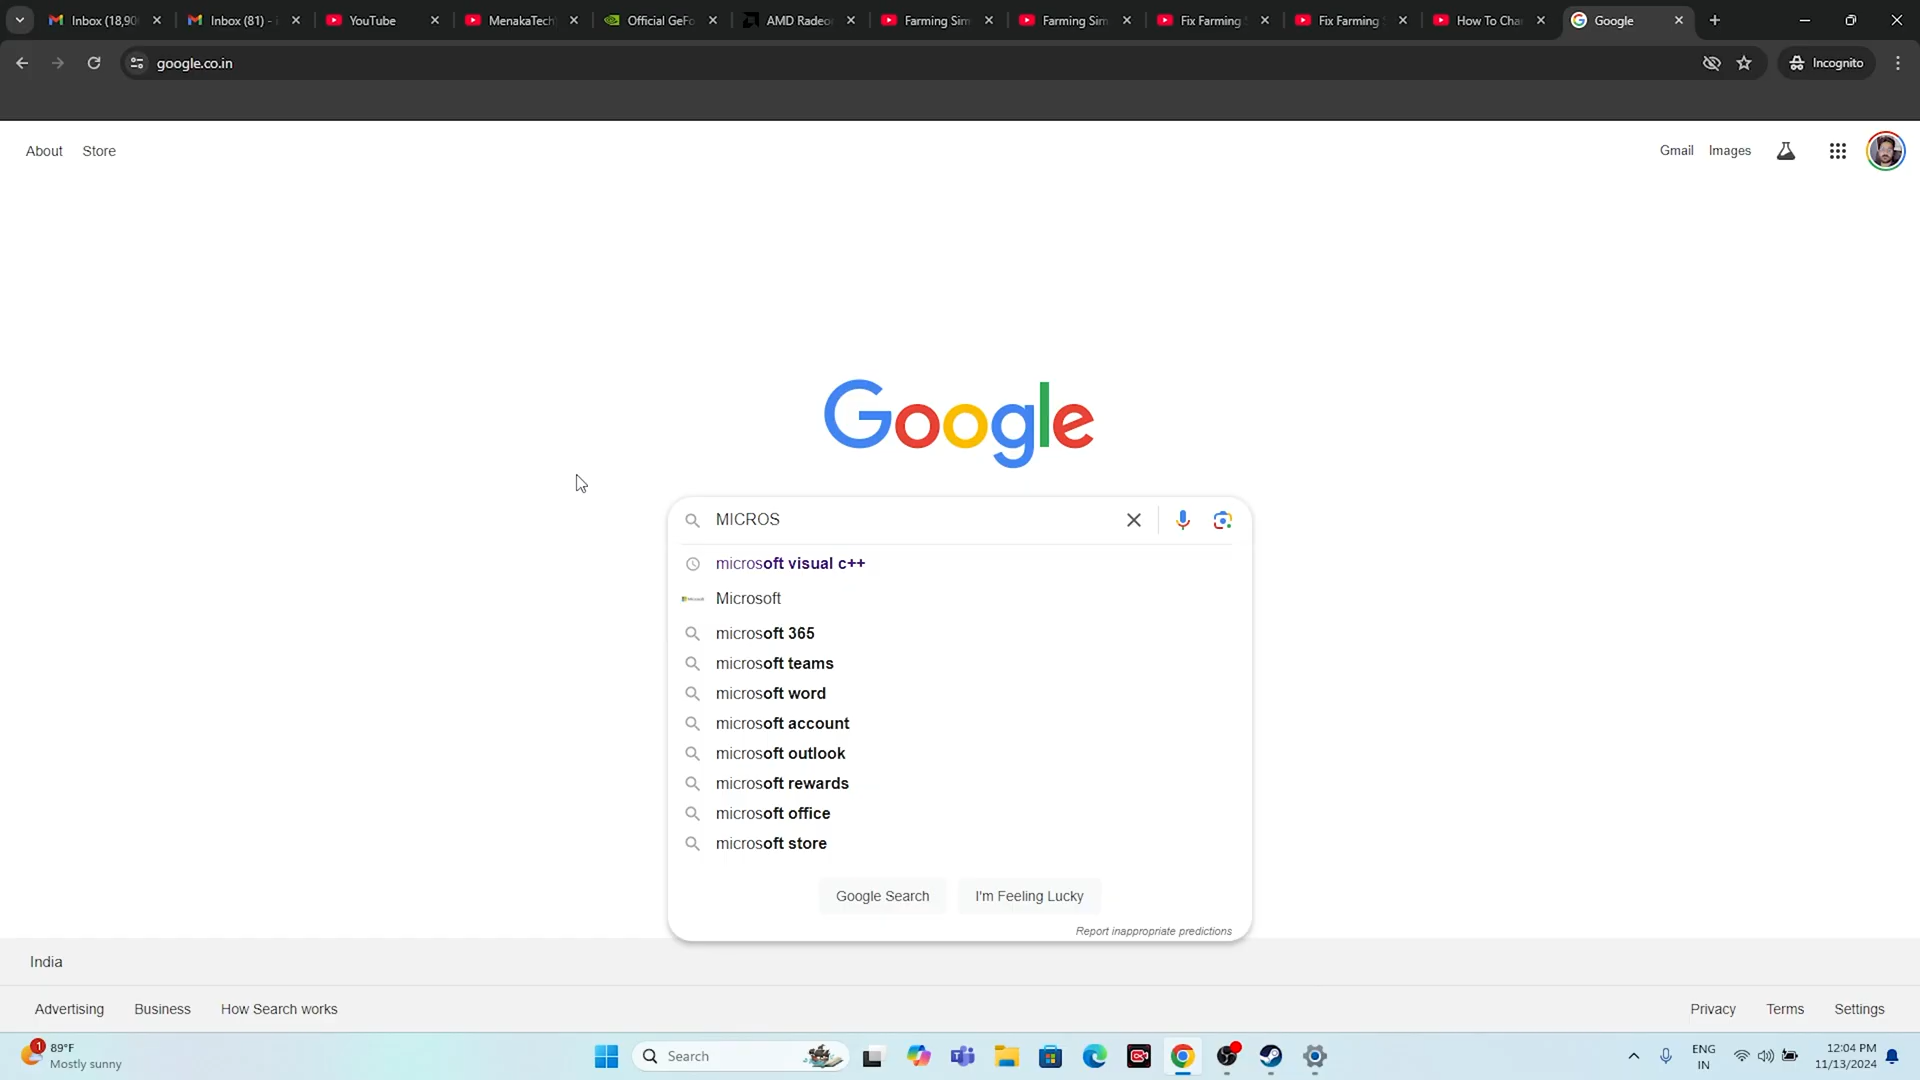 Inbox (18,90
Inbox (81) - i
YouTube
MenakaTech
Official GeFo
AMD Radeo
Farming Sim
Farming Sim
Fix Farming S
Fix Farming S
How To Cha
Google
google.co.in
Incognito
About
Store
Gmail
Images
Google
MICROS
microsoft visual c++
Microsoft
microsoft 365
microsoft teams
microsoft word
microsoft account
microsoft outlook
microsoft rewards
microsoft office
microsoft store
Google Search
I'm Feeling Lucky
Report inappropriate predictions
India
Advertising
Business
How Search works
Privacy
Terms
Settings
1
89°F
Mostly sunny
Search
ENG
IN
12:04 PM
11/13/2024